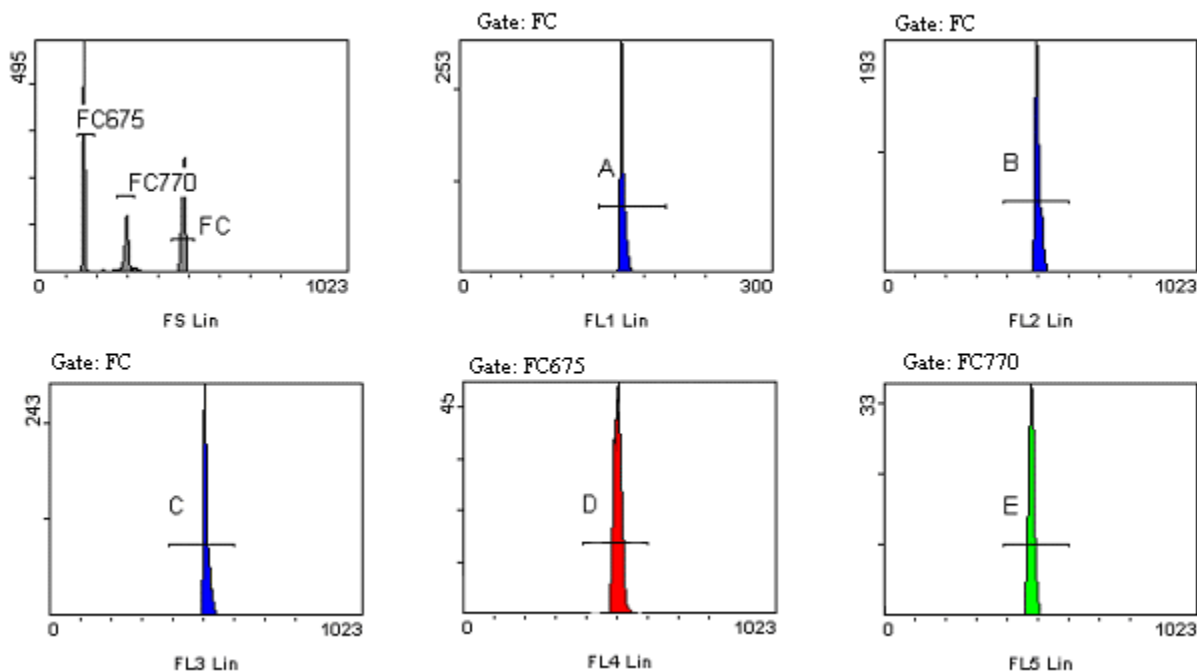 495
FC675
FC770
FC
0 1023
FS Lin
Gate: FC
253
A
0 300
FL1 Lin
Gate: FC
193
B
0 1023
FL2 Lin
Gate: FC
243
C
0 1023
FL3 Lin
Gate: FC675
45
D
0 1023
FL4 Lin
Gate: FC770
33
E
0 1023
FL5 Lin